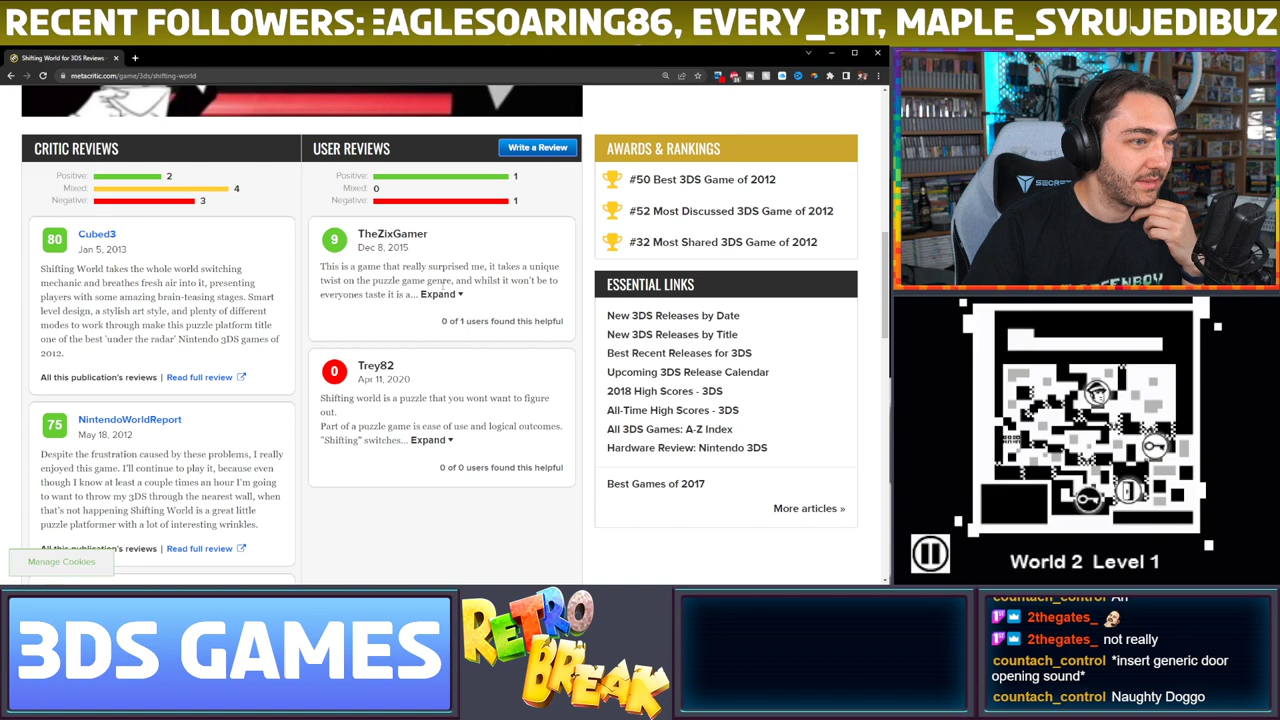 RECENT FOLLOWERS: EAGLESOARING86, EVERY_BIT, MAPLE_SYRUJEDIBUZ
Shifting World for 3DS Reviews -
metacritic.com/game/3ds/shifting-world
CRITIC REVIEWS
Positive: 2
Mixed: 4
Negative: 3
80
Cubed3
Jan 5, 2013
Shifting World takes the whole world switching
mechanic and breathes fresh air into it, presenting
players with some amazing brain-teasing stages. Smart
level design, a stylish art style, and plenty of different
modes to work through make this puzzle platform title
one of the best 'under the radar' Nintendo 3DS games of
2012.
All this publication's reviews | Read full review
75
NintendoWorldReport
May 18, 2012
Despite the frustration caused by these problems, I really
enjoyed this game. I'll continue to play it, because even
though I know at least a couple times an hour I'm going
to want to throw my 3DS through the nearest wall, when
that's not happening Shifting World is a great little
puzzle platformer with a lot of interesting wrinkles.
All this publication's reviews | Read full review
Manage Cookies
USER REVIEWS
Write a Review
Positive: 1
Mixed: 0
Negative: 1
9
TheZixGamer
Dec 8, 2015
This is a game that really surprised me, it takes a unique
twist on the puzzle game genre, and whilst it won't be to
everyones taste it is a... Expand
0 of 1 users found this helpful
0
Trey82
Apr 11, 2020
Shifting world is a puzzle that you wont want to figure
out.
Part of a puzzle game is ease of use and logical outcomes.
"Shifting" switches... Expand
0 of 0 users found this helpful
AWARDS & RANKINGS
#50 Best 3DS Game of 2012
#52 Most Discussed 3DS Game of 2012
#32 Most Shared 3DS Game of 2012
ESSENTIAL LINKS
New 3DS Releases by Date
New 3DS Releases by Title
Best Recent Releases for 3DS
Upcoming 3DS Release Calendar
2018 High Scores - 3DS
All-Time High Scores - 3DS
All 3DS Games: A-Z Index
Hardware Review: Nintendo 3DS
Best Games of 2017
More articles »
SECRET
World 2 Level 1
3DS GAMES
RETRO
BREAK
countach_control Ah
2thegates_
2thegates_ not really
countach_control *insert generic door
opening sound*
countach_control Naughty Doggo